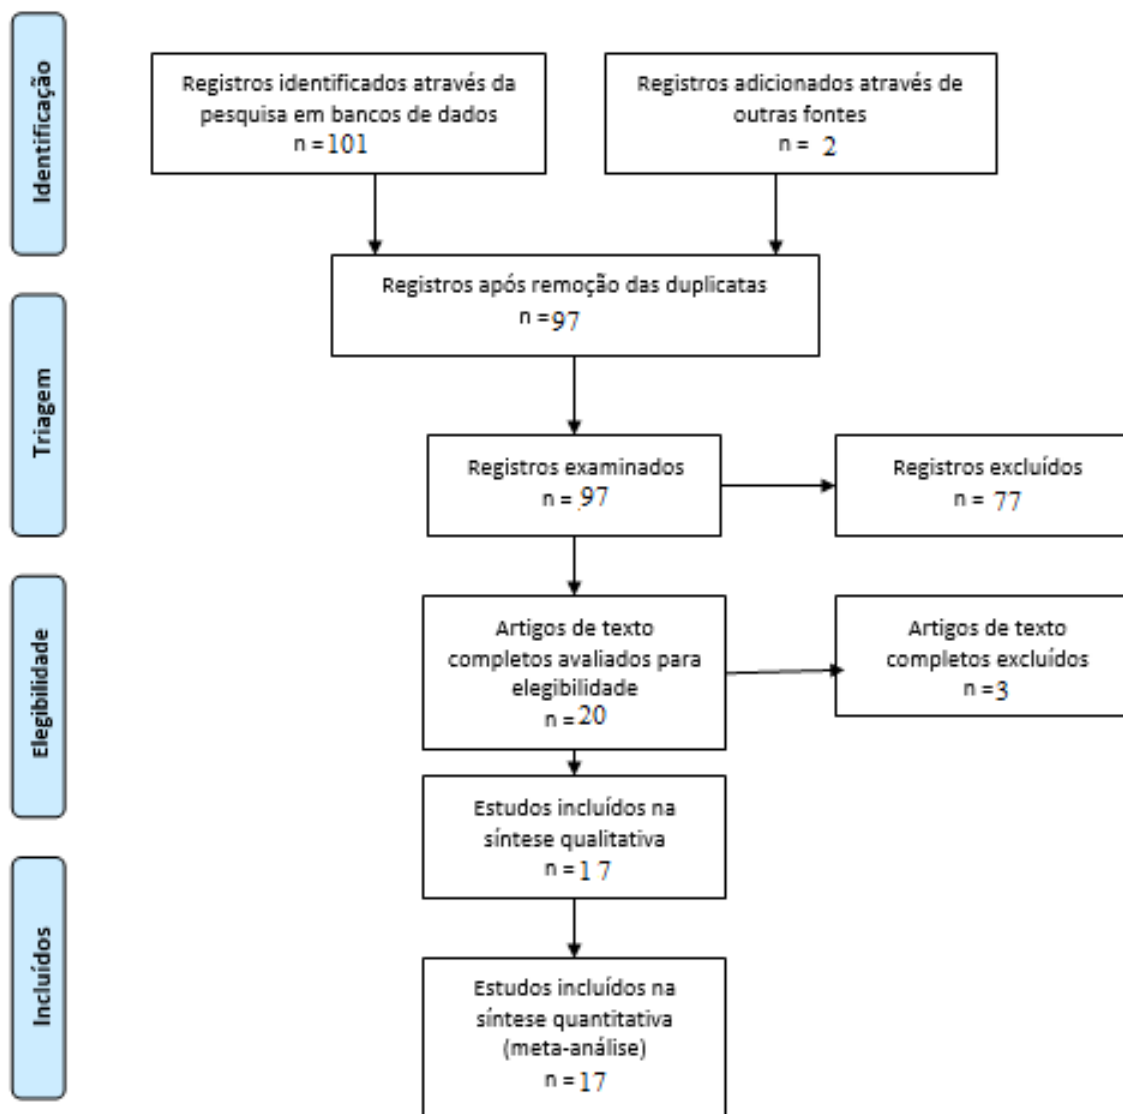 Identificação
Registros identificados através da
pesquisa em bancos de dados
n =101
Registros adicionados através de
outras fontes
n = 2
Registros após remoção das duplicatas
n =97
Triagem
Registros examinados
n = 97
Registros excluídos
n = 77
Elegibilidade
Artigos de texto
completos avaliados para
elegibilidade
n =20
Artigos de texto
completos excluídos
n =3
Estudos incluídos na
síntese qualitativa
n =17
Incluídos
Estudos incluídos na
síntese quantitativa
(meta-análise)
n =17